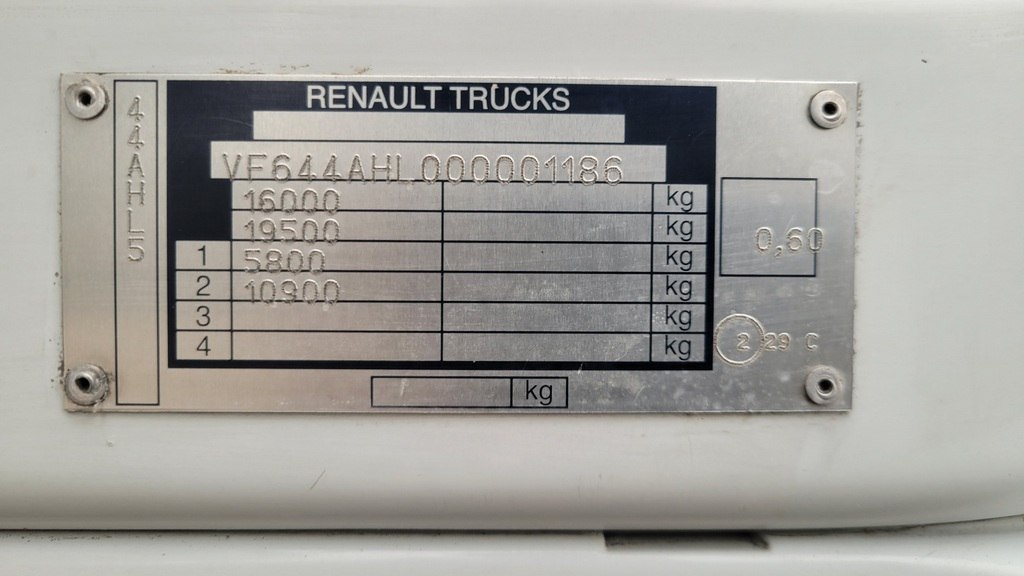 RENAULT TRUCKS
44AHL5
VF644AHL000001186
16000 kg
19500 kg
1 5800 kg
2 10900 kg
3 kg
4 kg
kg
0,60
2 29 C